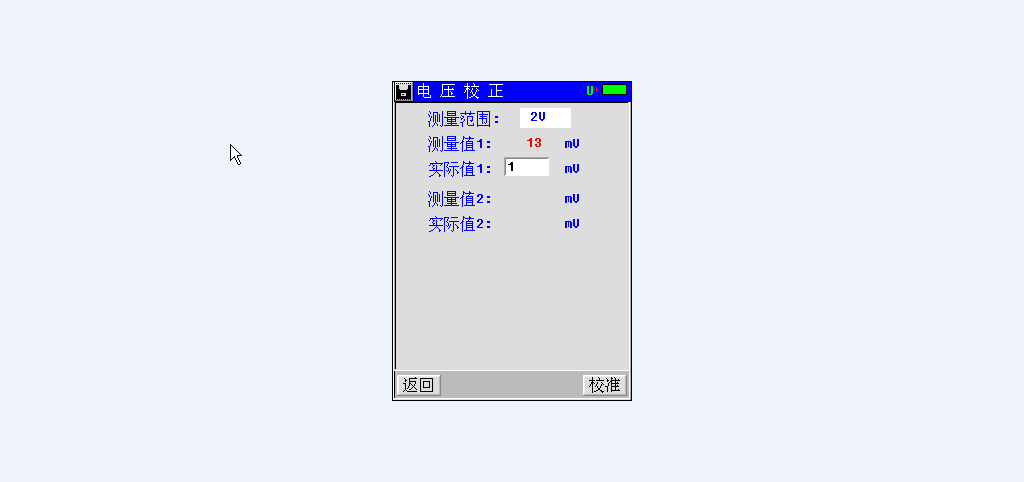 电 压 校 正 U+
测量范围: 2V
测量值1: 13 mV
实际值1: 1 mV
测量值2: mV
实际值2: mV
返回 校准